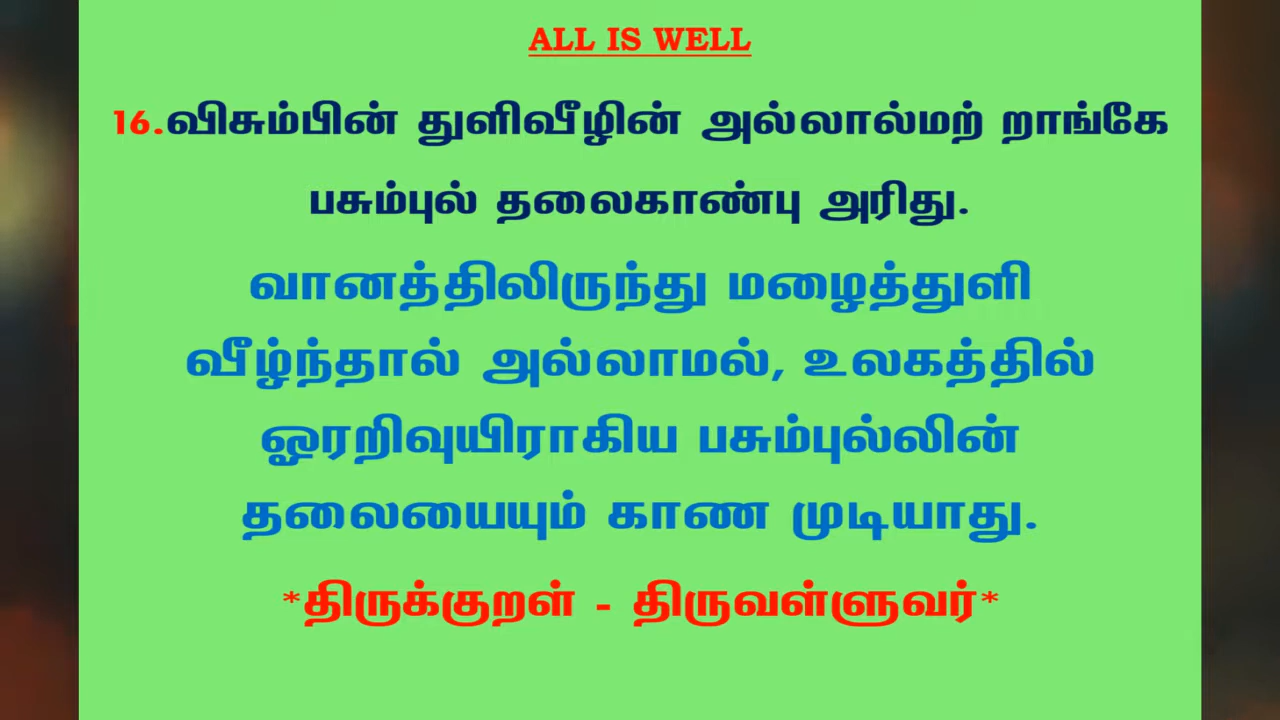 ALL IS WELL
16.விசும்பின் துளிவீழின் அல்லால்மற் றாங்கே
பசும்புல் தலைகாண்பு அரிது.
வானத்திலிருந்து மழைத்துளி
வீழ்ந்தால் அல்லாமல், உலகத்தில்
ஓரறிவுயிராகிய பசும்புல்லின்
தலையையும் காண முடியாது.
*திருக்குறள் - திருவள்ளுவர்*